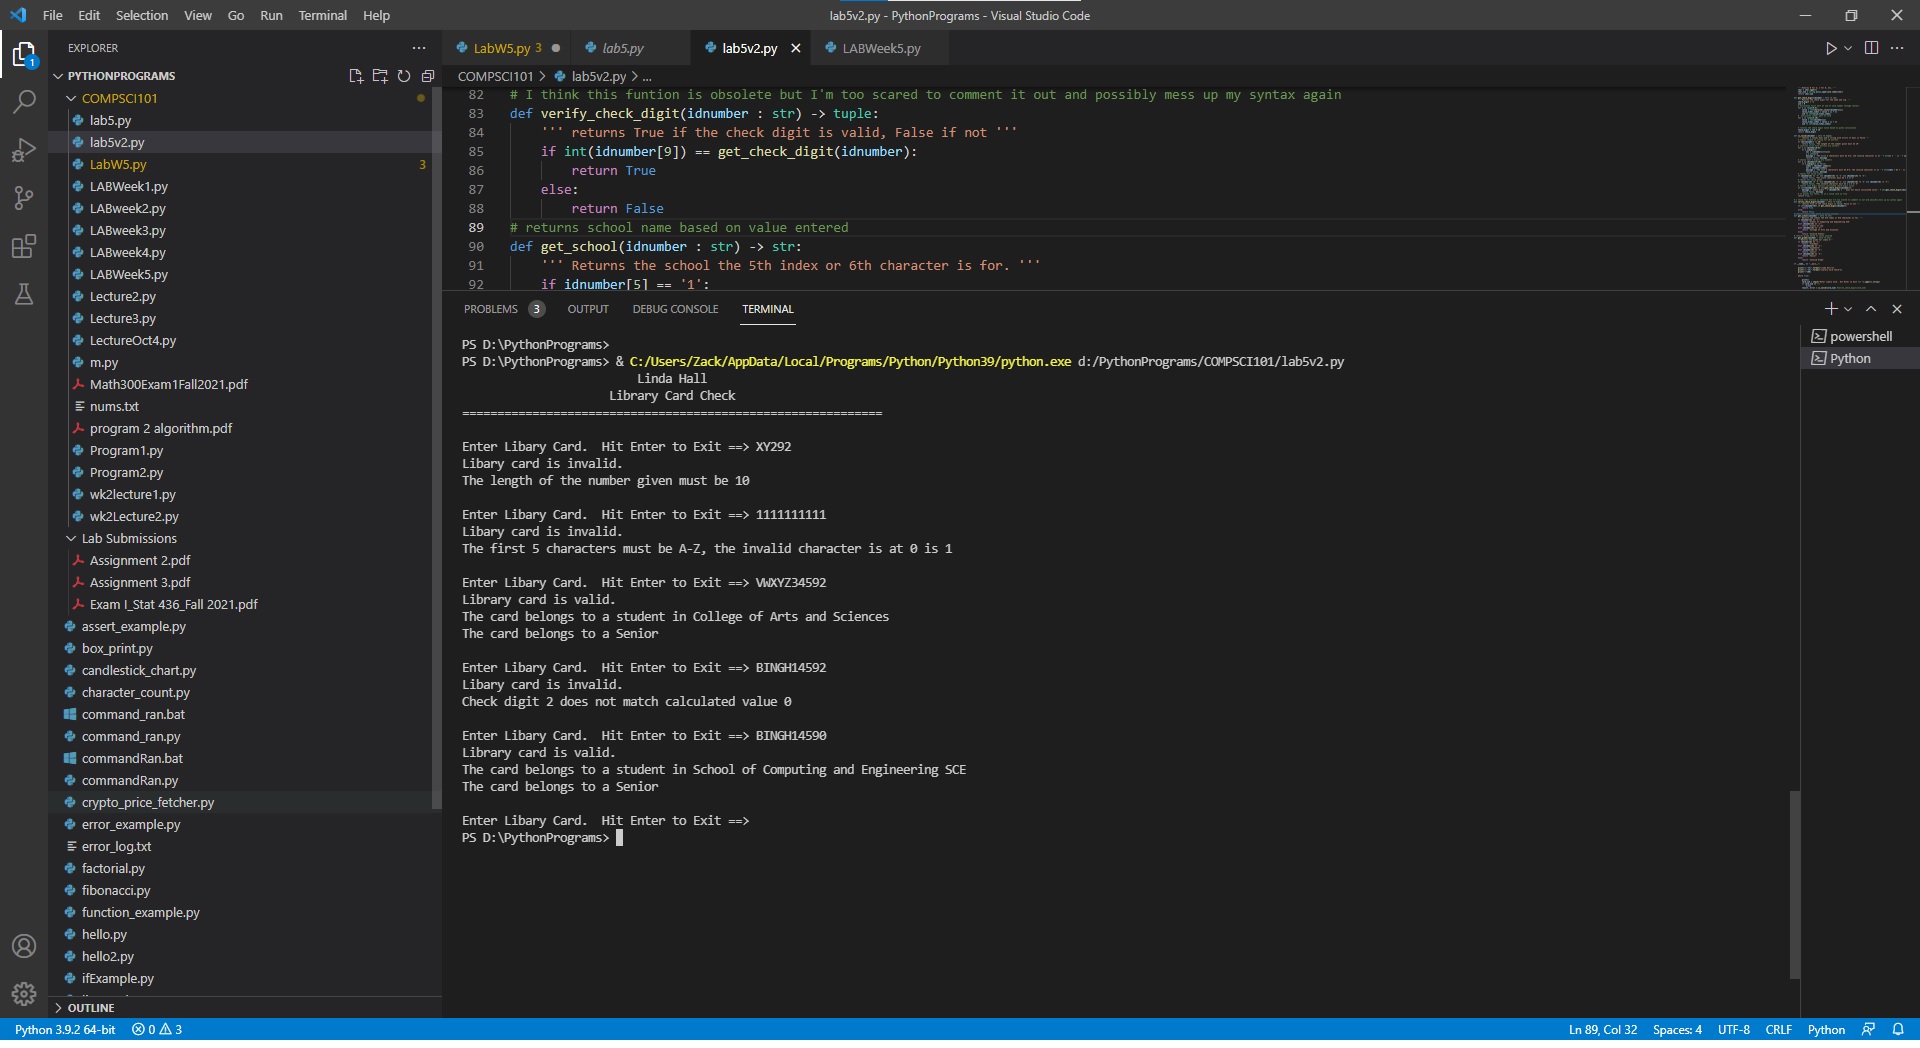 File Edit Selection View Go Run Terminal Help
lab5v2.py - PythonPrograms - Visual Studio Code
EXPLORER
LabW5.py 3
lab5.py
lab5v2.py
LABWeek5.py
1
PYTHONPROGRAMS
COMPSCI101 > lab5v2.py > ...
COMPSCI101
lab5.py
lab5v2.py
LabW5.py 3
LABWeek1.py
LABweek2.py
LABweek3.py
LABweek4.py
LABWeek5.py
Lecture2.py
Lecture3.py
LectureOct4.py
m.py
Math300Exam1Fall2021.pdf
nums.txt
program 2 algorithm.pdf
Program1.py
Program2.py
wk2lecture1.py
wk2Lecture2.py
Lab Submissions
Assignment 2.pdf
Assignment 3.pdf
Exam I_Stat 436_Fall 2021.pdf
assert_example.py
box_print.py
candlestick_chart.py
character_count.py
command_ran.bat
command_ran.py
commandRan.bat
commandRan.py
crypto_price_fetcher.py
error_example.py
error_log.txt
factorial.py
fibonacci.py
function_example.py
hello.py
hello2.py
ifExample.py
OUTLINE
82 # I think this funtion is obsolete but I'm too scared to comment it out and possibly mess up my syntax again
83 def verify_check_digit(idnumber : str) -> tuple:
84 ''' returns True if the check digit is valid, False if not '''
85 if int(idnumber[9]) == get_check_digit(idnumber):
86 return True
87 else:
88 return False
89 # returns school name based on value entered
90 def get_school(idnumber : str) -> str:
91 ''' Returns the school the 5th index or 6th character is for. '''
92 if idnumber[5] == '1':
PROBLEMS 3 OUTPUT DEBUG CONSOLE TERMINAL
powershell
Python
PS D:\PythonPrograms>
PS D:\PythonPrograms> & C:/Users/Zack/AppData/Local/Programs/Python/Python39/python.exe d:/PythonPrograms/COMPSCI101/lab5v2.py
Linda Hall
Library Card Check
============================================================
Enter Libary Card.  Hit Enter to Exit ==> XY292
Libary card is invalid.
The length of the number given must be 10
Enter Libary Card.  Hit Enter to Exit ==> 1111111111
Libary card is invalid.
The first 5 characters must be A-Z, the invalid character is at 0 is 1
Enter Libary Card.  Hit Enter to Exit ==> VWXYZ34592
Library card is valid.
The card belongs to a student in College of Arts and Sciences
The card belongs to a Senior
Enter Libary Card.  Hit Enter to Exit ==> BINGH14592
Libary card is invalid.
Check digit 2 does not match calculated value 0
Enter Libary Card.  Hit Enter to Exit ==> BINGH14590
Library card is valid.
The card belongs to a student in School of Computing and Engineering SCE
The card belongs to a Senior
Enter Libary Card.  Hit Enter to Exit ==>
PS D:\PythonPrograms>
Python 3.9.2 64-bit 0 3
Ln 89, Col 32 Spaces: 4 UTF-8 CRLF Python